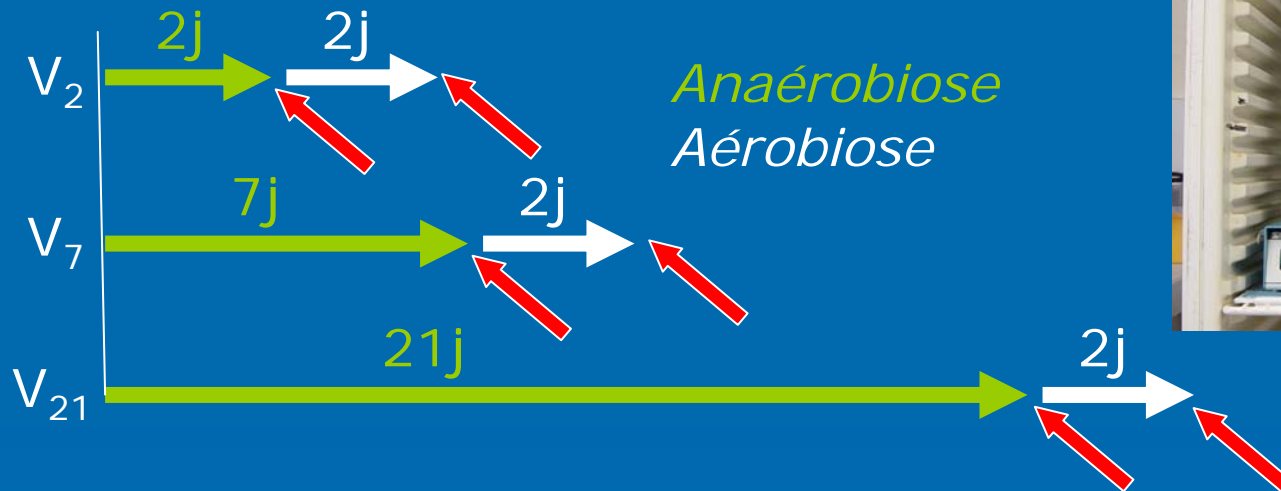 2j 2j
V₂
Anaérobiose
Aérobiose
7j 2j
V₇
21j 2j
V₂₁